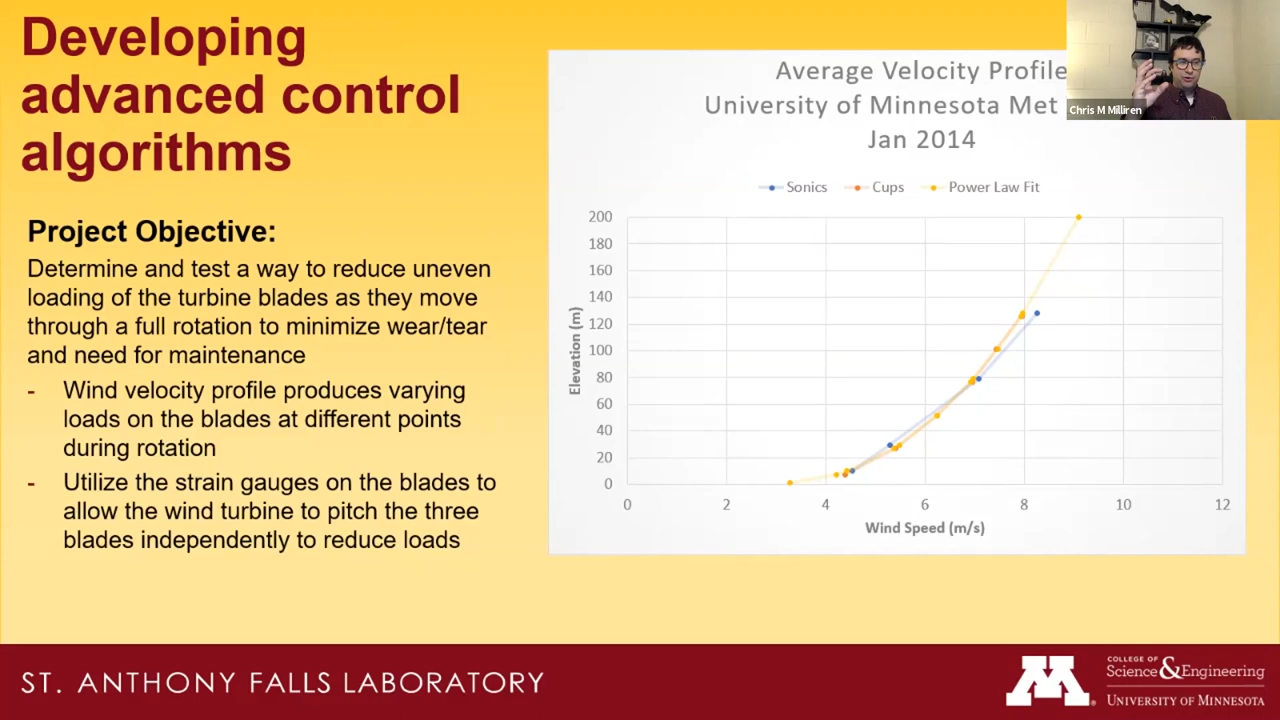 Developing
advanced control
algorithms
Project Objective:
Determine and test a way to reduce uneven
loading of the turbine blades as they move
through a full rotation to minimize wear/tear
and need for maintenance
- Wind velocity profile produces varying
loads on the blades at different points
during rotation
- Utilize the strain gauges on the blades to
allow the wind turbine to pitch the three
blades independently to reduce loads
Average Velocity Profile
University of Minnesota Met
Jan 2014
Sonics Cups Power Law Fit
200
180
160
140
120
100
80
60
40
20
0
Elevation (m)
0 2 4 6 8 10 12
Wind Speed (m/s)
Chris M Milliren
ST. ANTHONY FALLS LABORATORY
M
COLLEGE OF
Science & Engineering
UNIVERSITY OF MINNESOTA